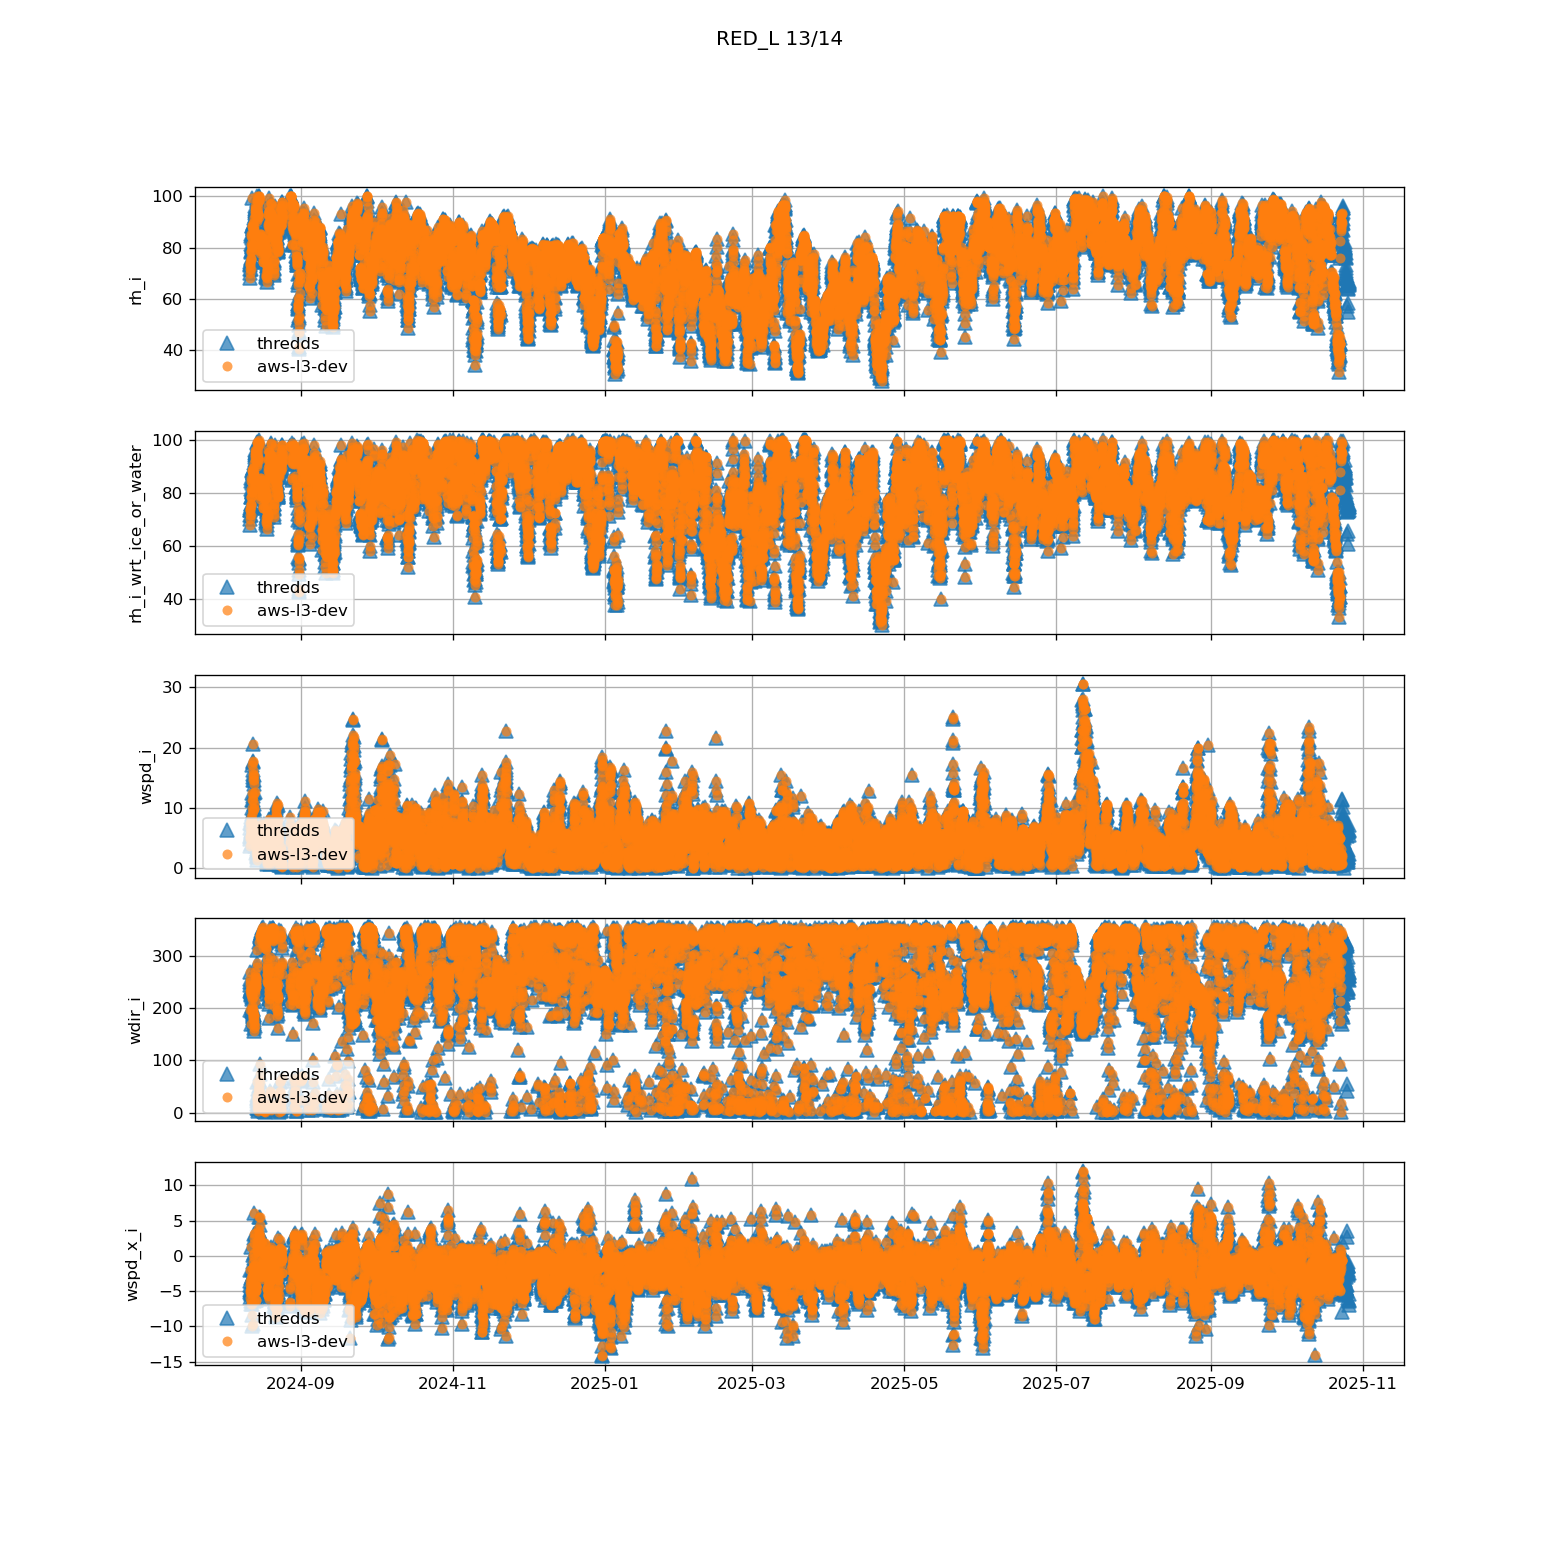 RED_L 13/14
100
80
60
40
rh_i
thredds
aws-l3-dev
100
80
60
40
rh_i_wrt_ice_or_water
thredds
aws-l3-dev
30
20
10
0
wspd_i
thredds
aws-l3-dev
300
200
100
0
wdir_i
thredds
aws-l3-dev
10
5
0
−5
−10
−15
wspd_x_i
thredds
aws-l3-dev
2024-09
2024-11
2025-01
2025-03
2025-05
2025-07
2025-09
2025-11